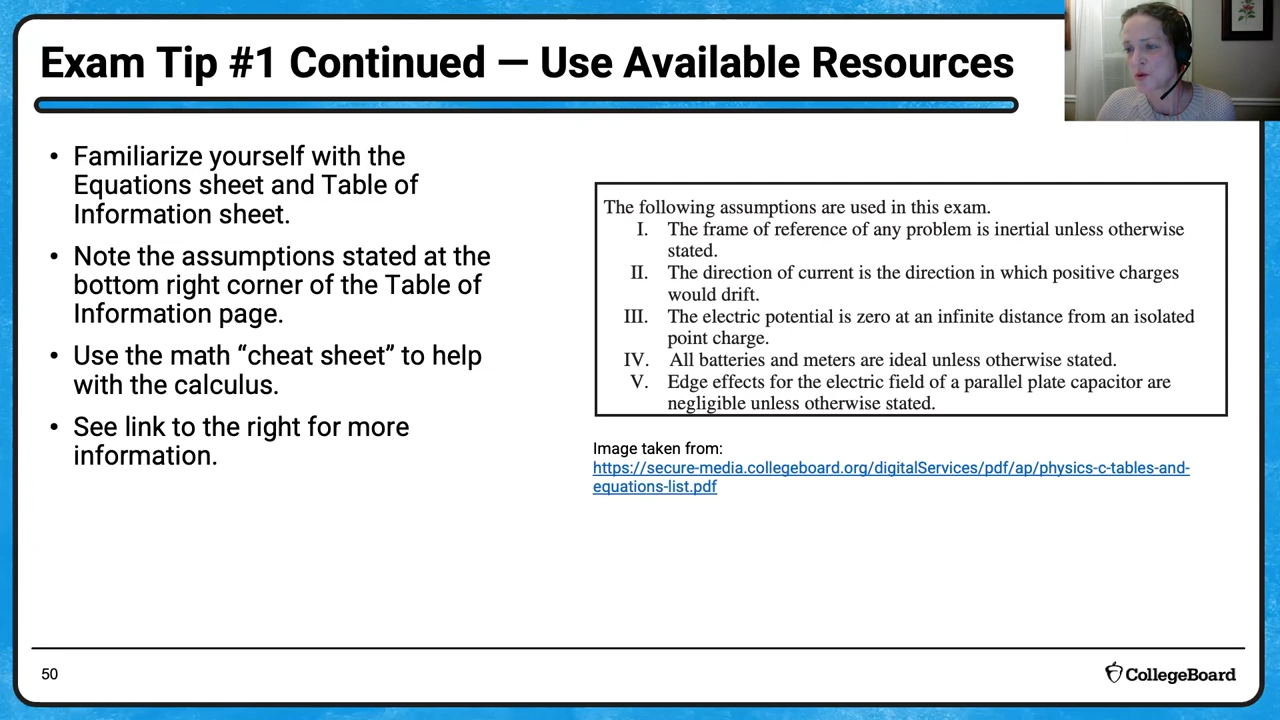 Exam Tip #1 Continued — Use Available Resources
• Familiarize yourself with the
Equations sheet and Table of
Information sheet.
• Note the assumptions stated at the
bottom right corner of the Table of
Information page.
• Use the math “cheat sheet” to help
with the calculus.
• See link to the right for more
information.
The following assumptions are used in this exam.
I. The frame of reference of any problem is inertial unless otherwise
stated.
II. The direction of current is the direction in which positive charges
would drift.
III. The electric potential is zero at an infinite distance from an isolated
point charge.
IV. All batteries and meters are ideal unless otherwise stated.
V. Edge effects for the electric field of a parallel plate capacitor are
negligible unless otherwise stated.
Image taken from:
https://secure-media.collegeboard.org/digitalServices/pdf/ap/physics-c-tables-and-
equations-list.pdf
50
CollegeBoard